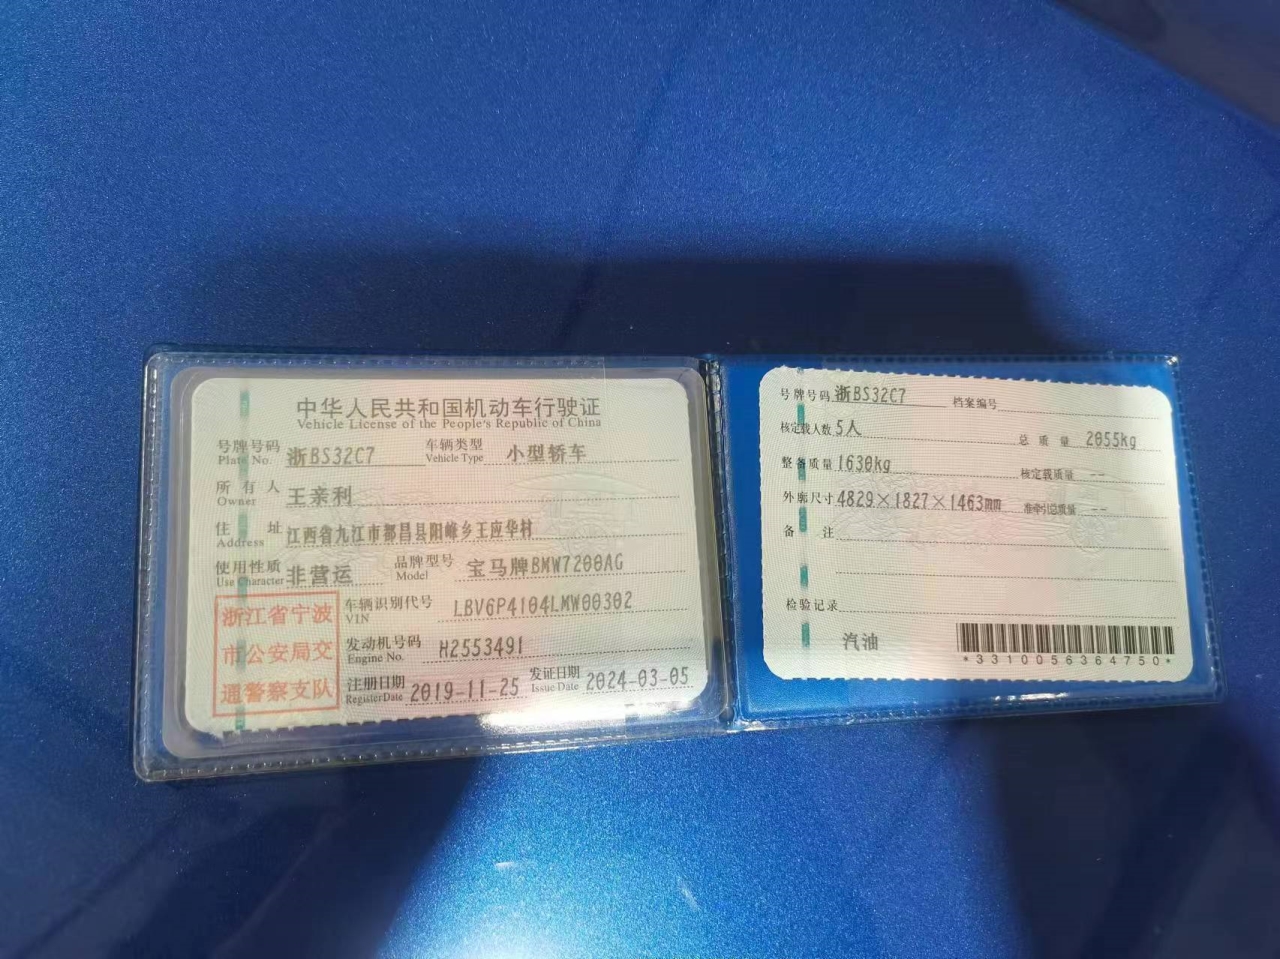 中华人民共和国机动车行驶证
Vehicle License of the People's Republic of China
号牌号码 浙BS32C7 车辆类型 小型轿车
Plate No. Vehicle Type
所有人 王亲利
Owner
住址 江西省九江市都昌县阳峰乡王应华村
Address
使用性质 非营运 品牌型号 宝马牌BMW7200AG
Use Character Model
浙江省宁波
市公安局交
通警察支队
车辆识别代号 LBV6P4104LMW00302
VIN
发动机号码 H2553491
Engine No.
注册日期 2019-11-25 发证日期 2024-03-05
Register Date Issue Date
号牌号码 浙BS32C7 档案编号
核定载人数 5人 总质量 2055kg
整备质量 1630kg 核定载质量 --
外廓尺寸 4829×1827×1463mm 准牵引总质量 --
备注
检验记录
汽油
*3310056364750*